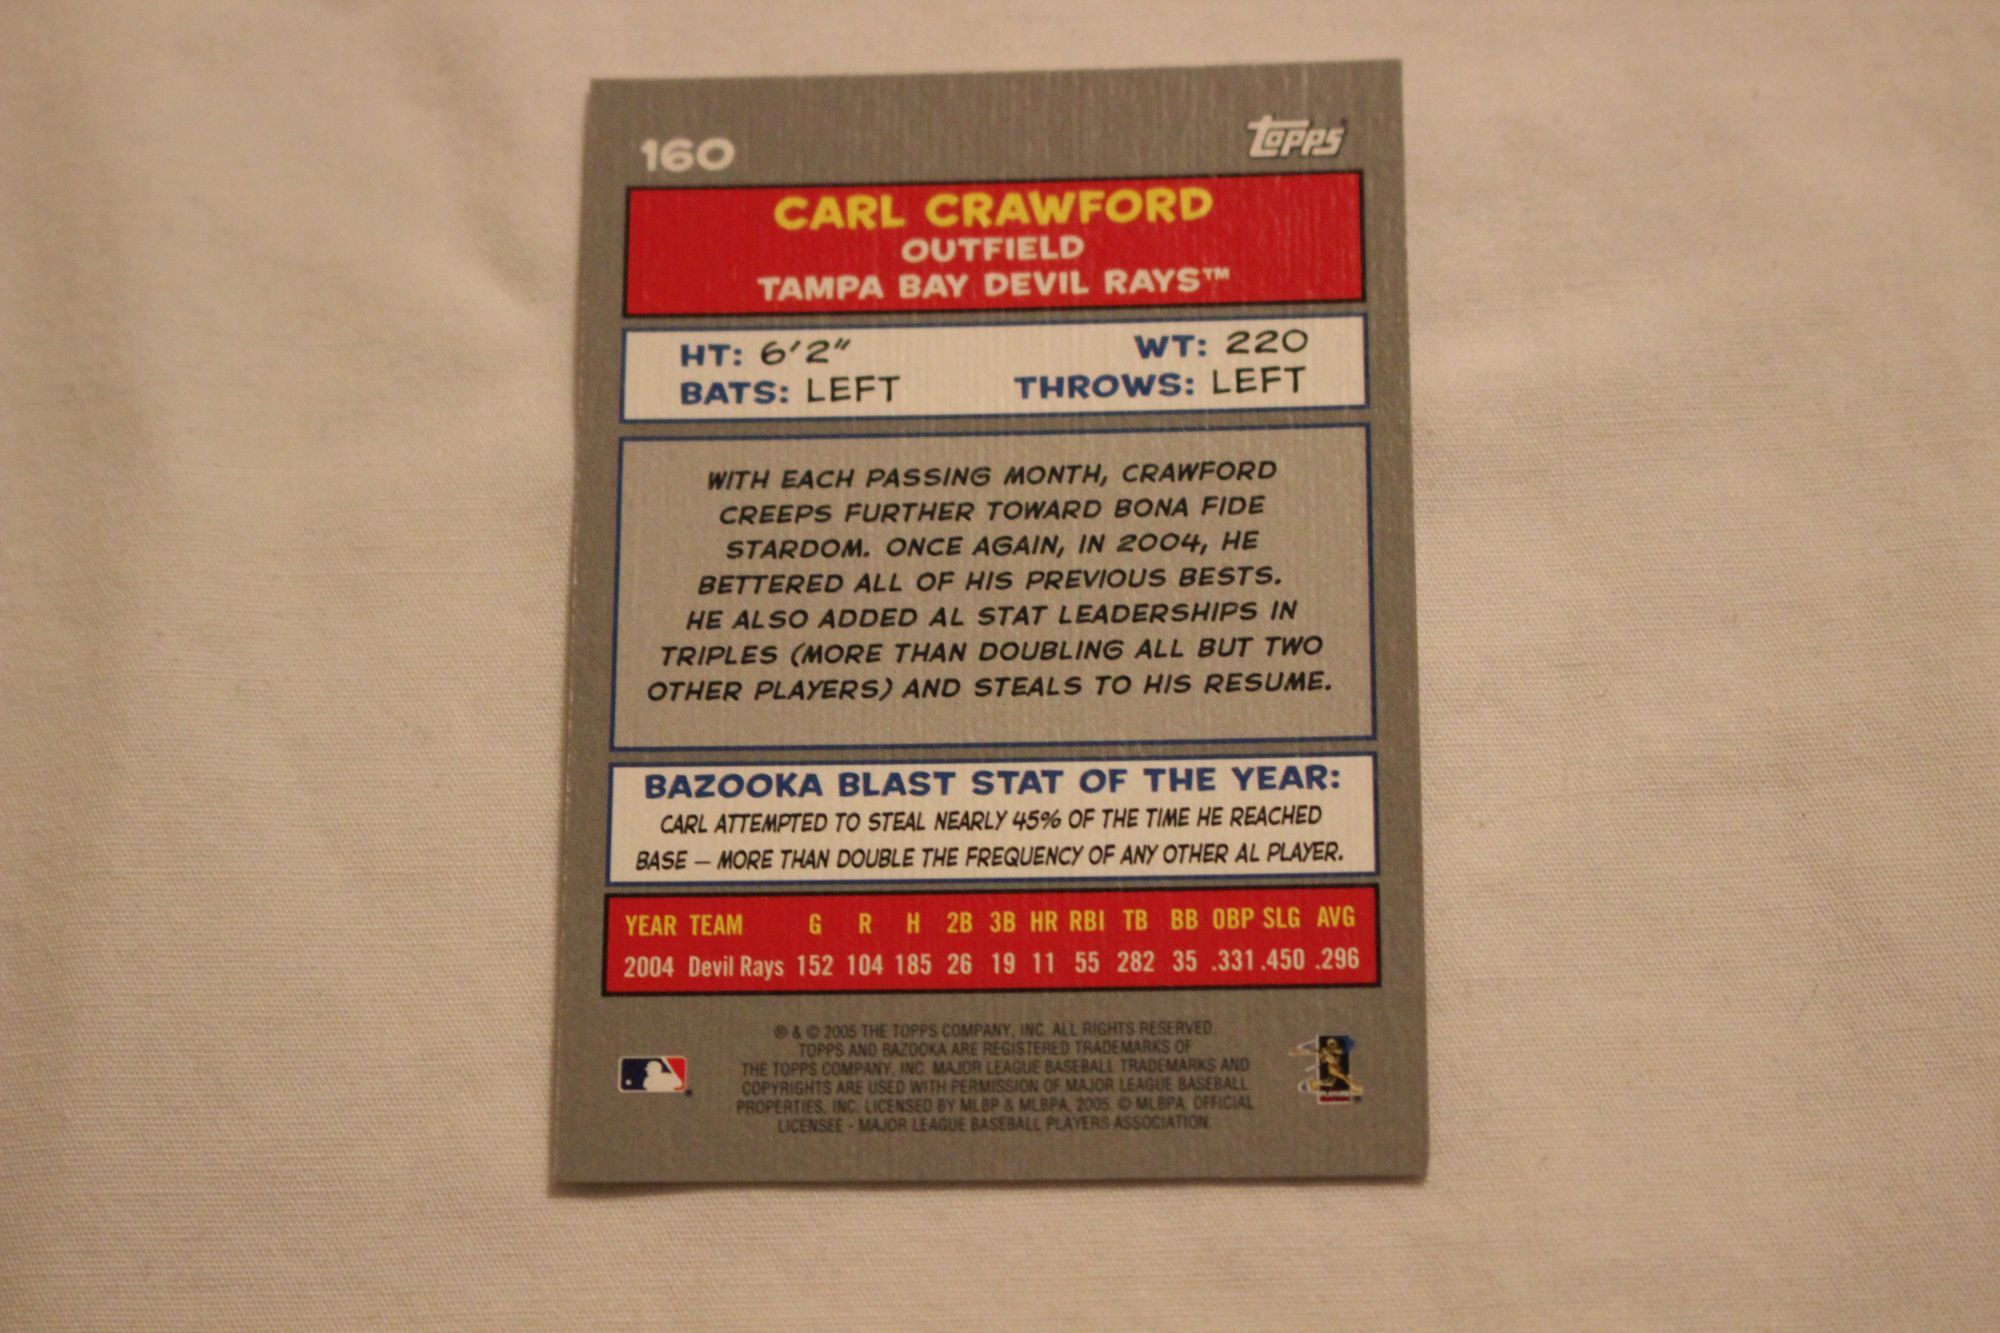 160
topps
CARL CRAWFORD
OUTFIELD
TAMPA BAY DEVIL RAYS™
HT: 6'2" WT: 220
BATS: LEFT THROWS: LEFT
WITH EACH PASSING MONTH, CRAWFORD
CREEPS FURTHER TOWARD BONA FIDE
STARDOM. ONCE AGAIN, IN 2004, HE
BETTERED ALL OF HIS PREVIOUS BESTS.
HE ALSO ADDED AL STAT LEADERSHIPS IN
TRIPLES (MORE THAN DOUBLING ALL BUT TWO
OTHER PLAYERS) AND STEALS TO HIS RESUME.
BAZOOKA BLAST STAT OF THE YEAR:
CARL ATTEMPTED TO STEAL NEARLY 45% OF THE TIME HE REACHED
BASE — MORE THAN DOUBLE THE FREQUENCY OF ANY OTHER AL PLAYER.
YEAR TEAM G R H 2B 3B HR RBI TB BB OBP SLG AVG
2004 Devil Rays 152 104 185 26 19 11 55 282 35 .331 .450 .296
® & © 2005 THE TOPPS COMPANY, INC. ALL RIGHTS RESERVED.
TOPPS AND BAZOOKA ARE REGISTERED TRADEMARKS OF
THE TOPPS COMPANY, INC. MAJOR LEAGUE BASEBALL TRADEMARKS AND
COPYRIGHTS ARE USED WITH PERMISSION OF MAJOR LEAGUE BASEBALL
PROPERTIES, INC. LICENSED BY MLBP & MLBPA, 2005. © MLBPA, OFFICIAL
LICENSEE - MAJOR LEAGUE BASEBALL PLAYERS ASSOCIATION.